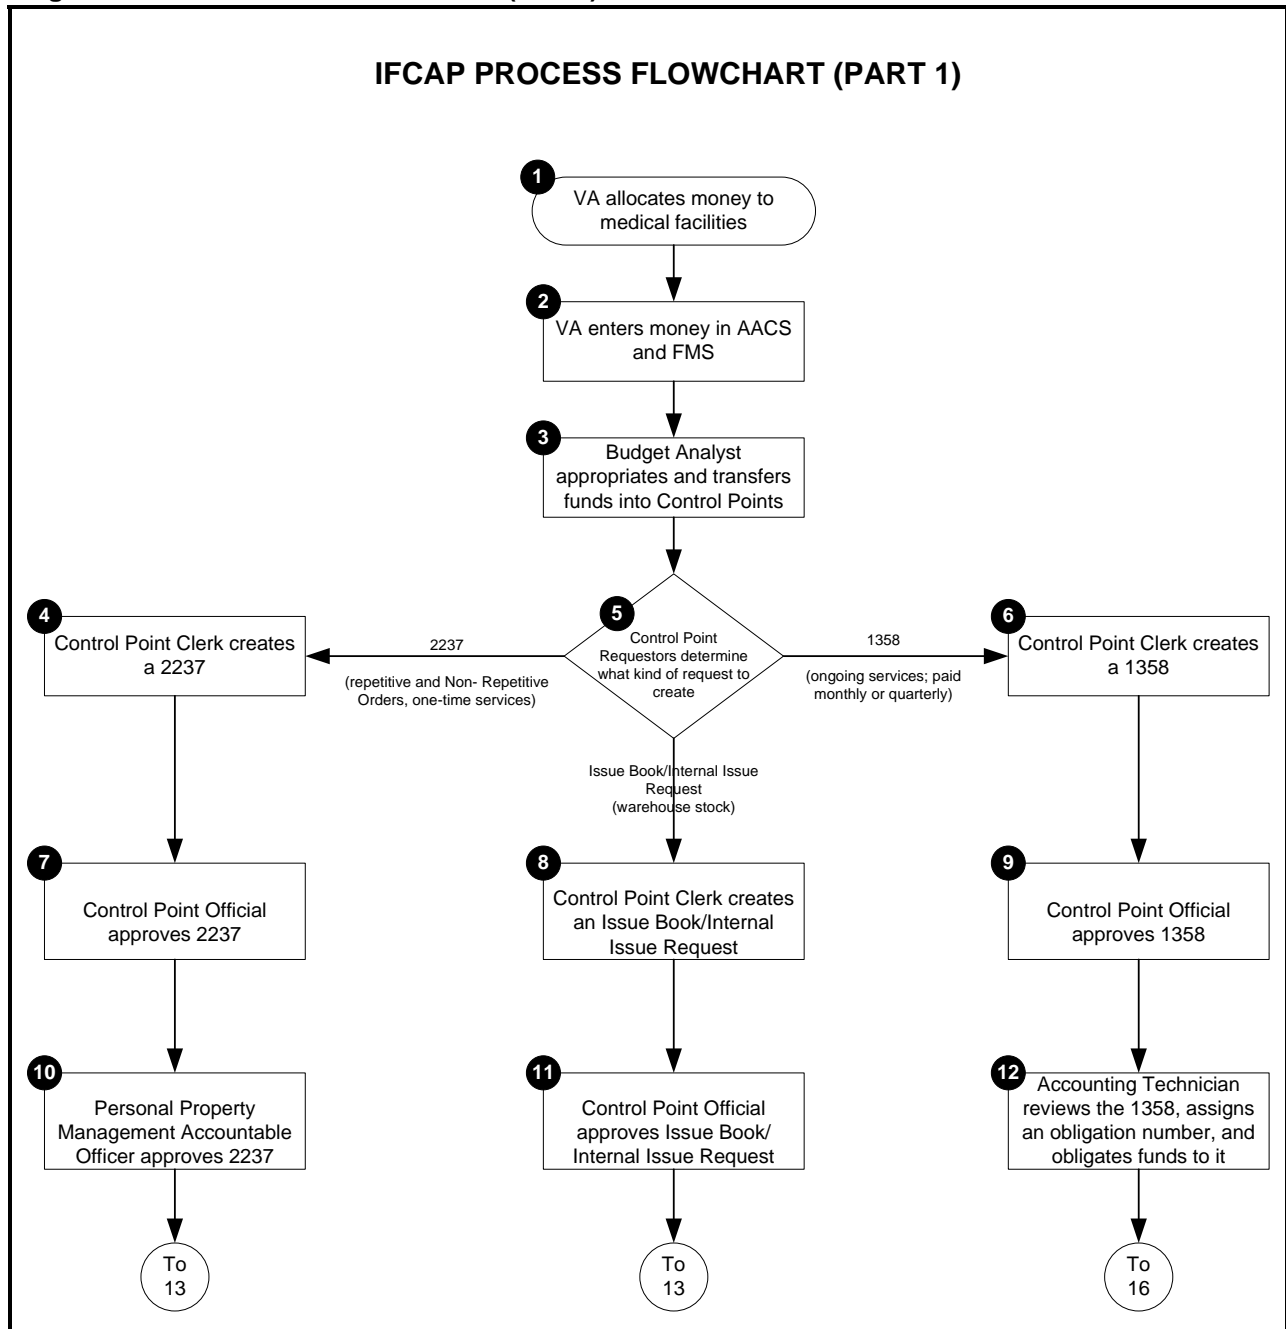 IFCAP PROCESS FLOWCHART (PART 1)
1
VA allocates money to
medical facilities
2
VA enters money in AACS
and FMS
3
Budget Analyst
appropriates and transfers
funds into Control Points
4
Control Point Clerk creates
a 2237
2237
(repetitive and Non- Repetitive
Orders, one-time services)
5
Control Point
Requestors determine
what kind of request to
create
1358
(ongoing services; paid
monthly or quarterly)
6
Control Point Clerk creates
a 1358
Issue Book/Internal Issue
Request
(warehouse stock)
7
Control Point Official
approves 2237
8
Control Point Clerk creates
an Issue Book/Internal
Issue Request
9
Control Point Official
approves 1358
10
Personal Property
Management Accountable
Officer approves 2237
11
Control Point Official
approves Issue Book/
Internal Issue Request
12
Accounting Technician
reviews the 1358, assigns
an obligation number, and
obligates funds to it
To
13
To
13
To
16